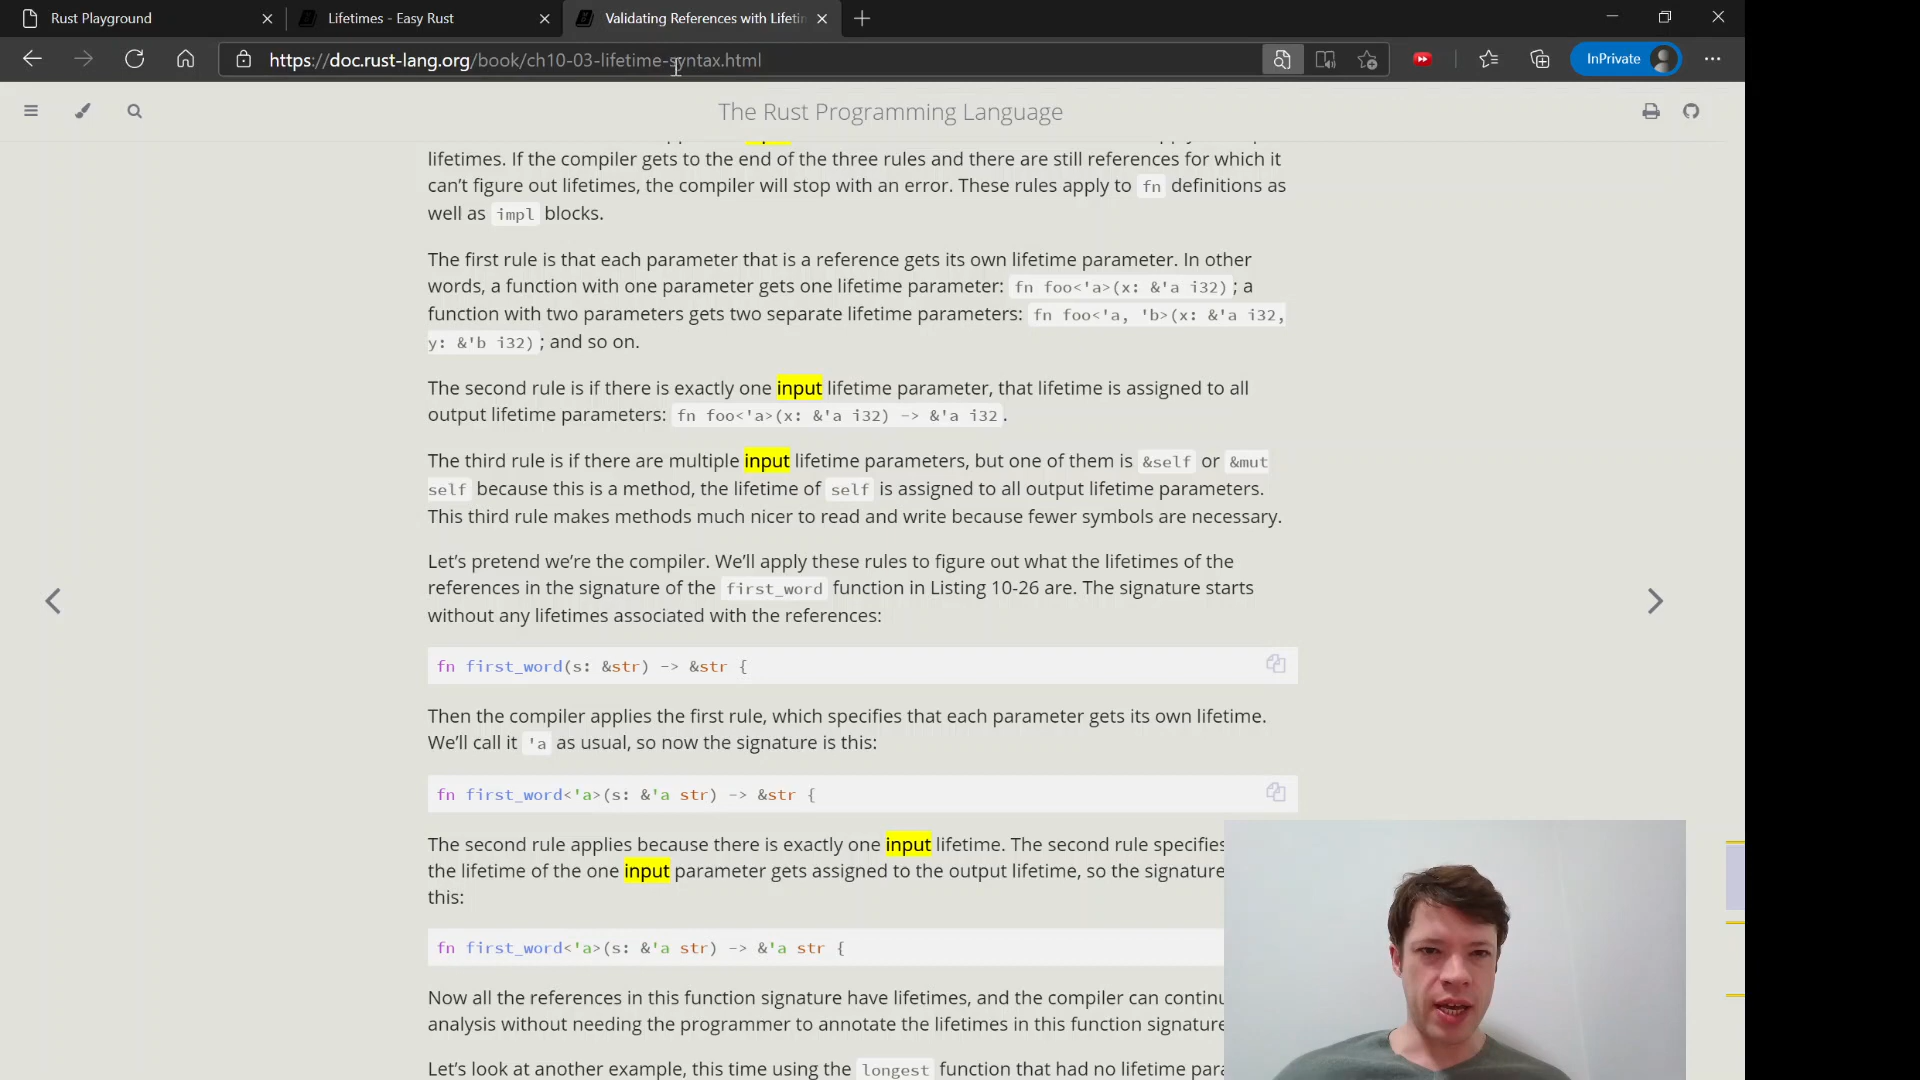 Rust Playground
Lifetimes - Easy Rust
Validating References with Lifeti
https://doc.rust-lang.org/book/ch10-03-lifetime-syntax.html
InPrivate
The Rust Programming Language
lifetimes. If the compiler gets to the end of the three rules and there are still references for which it
can’t figure out lifetimes, the compiler will stop with an error. These rules apply to fn definitions as
well as impl blocks.
The first rule is that each parameter that is a reference gets its own lifetime parameter. In other
words, a function with one parameter gets one lifetime parameter: fn foo<'a>(x: &'a i32) ; a
function with two parameters gets two separate lifetime parameters: fn foo<'a, 'b>(x: &'a i32,
y: &'b i32) ; and so on.
The second rule is if there is exactly one input lifetime parameter, that lifetime is assigned to all
output lifetime parameters: fn foo<'a>(x: &'a i32) -> &'a i32 .
The third rule is if there are multiple input lifetime parameters, but one of them is &self or &mut
self because this is a method, the lifetime of self is assigned to all output lifetime parameters.
This third rule makes methods much nicer to read and write because fewer symbols are necessary.
Let’s pretend we’re the compiler. We’ll apply these rules to figure out what the lifetimes of the
references in the signature of the first_word function in Listing 10-26 are. The signature starts
without any lifetimes associated with the references:
fn first_word(s: &str) -> &str {
Then the compiler applies the first rule, which specifies that each parameter gets its own lifetime.
We’ll call it 'a as usual, so now the signature is this:
fn first_word<'a>(s: &'a str) -> &str {
The second rule applies because there is exactly one input lifetime. The second rule specifies
the lifetime of the one input parameter gets assigned to the output lifetime, so the signature
this:
fn first_word<'a>(s: &'a str) -> &'a str {
Now all the references in this function signature have lifetimes, and the compiler can continu
analysis without needing the programmer to annotate the lifetimes in this function signature
Let’s look at another example, this time using the longest function that had no lifetime para